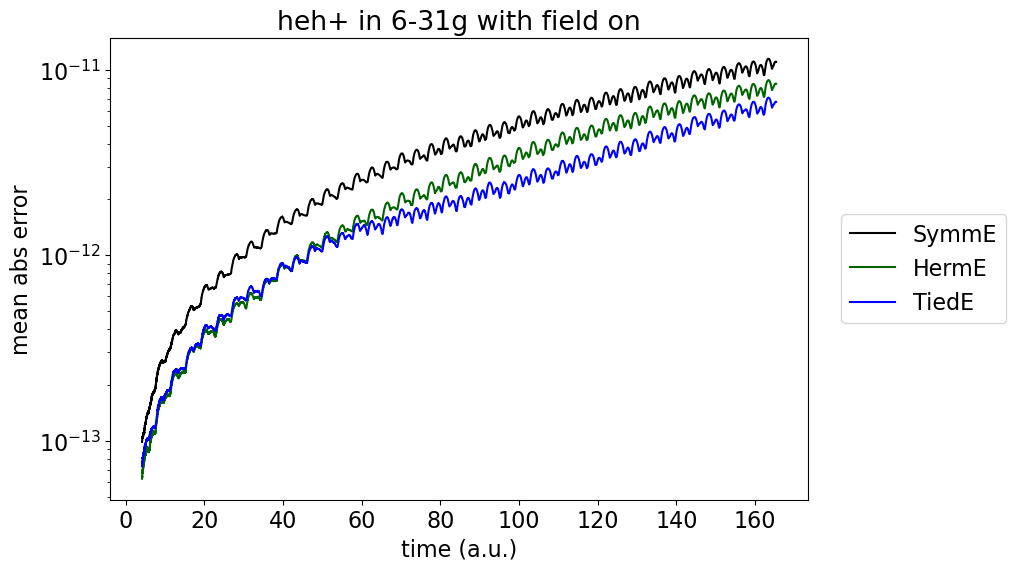 heh+ in 6-31g with field on
mean abs error
10⁻¹¹
10⁻¹²
10⁻¹³
0 20 40 60 80 100 120 140 160
time (a.u.)
SymmE
HermE
TiedE